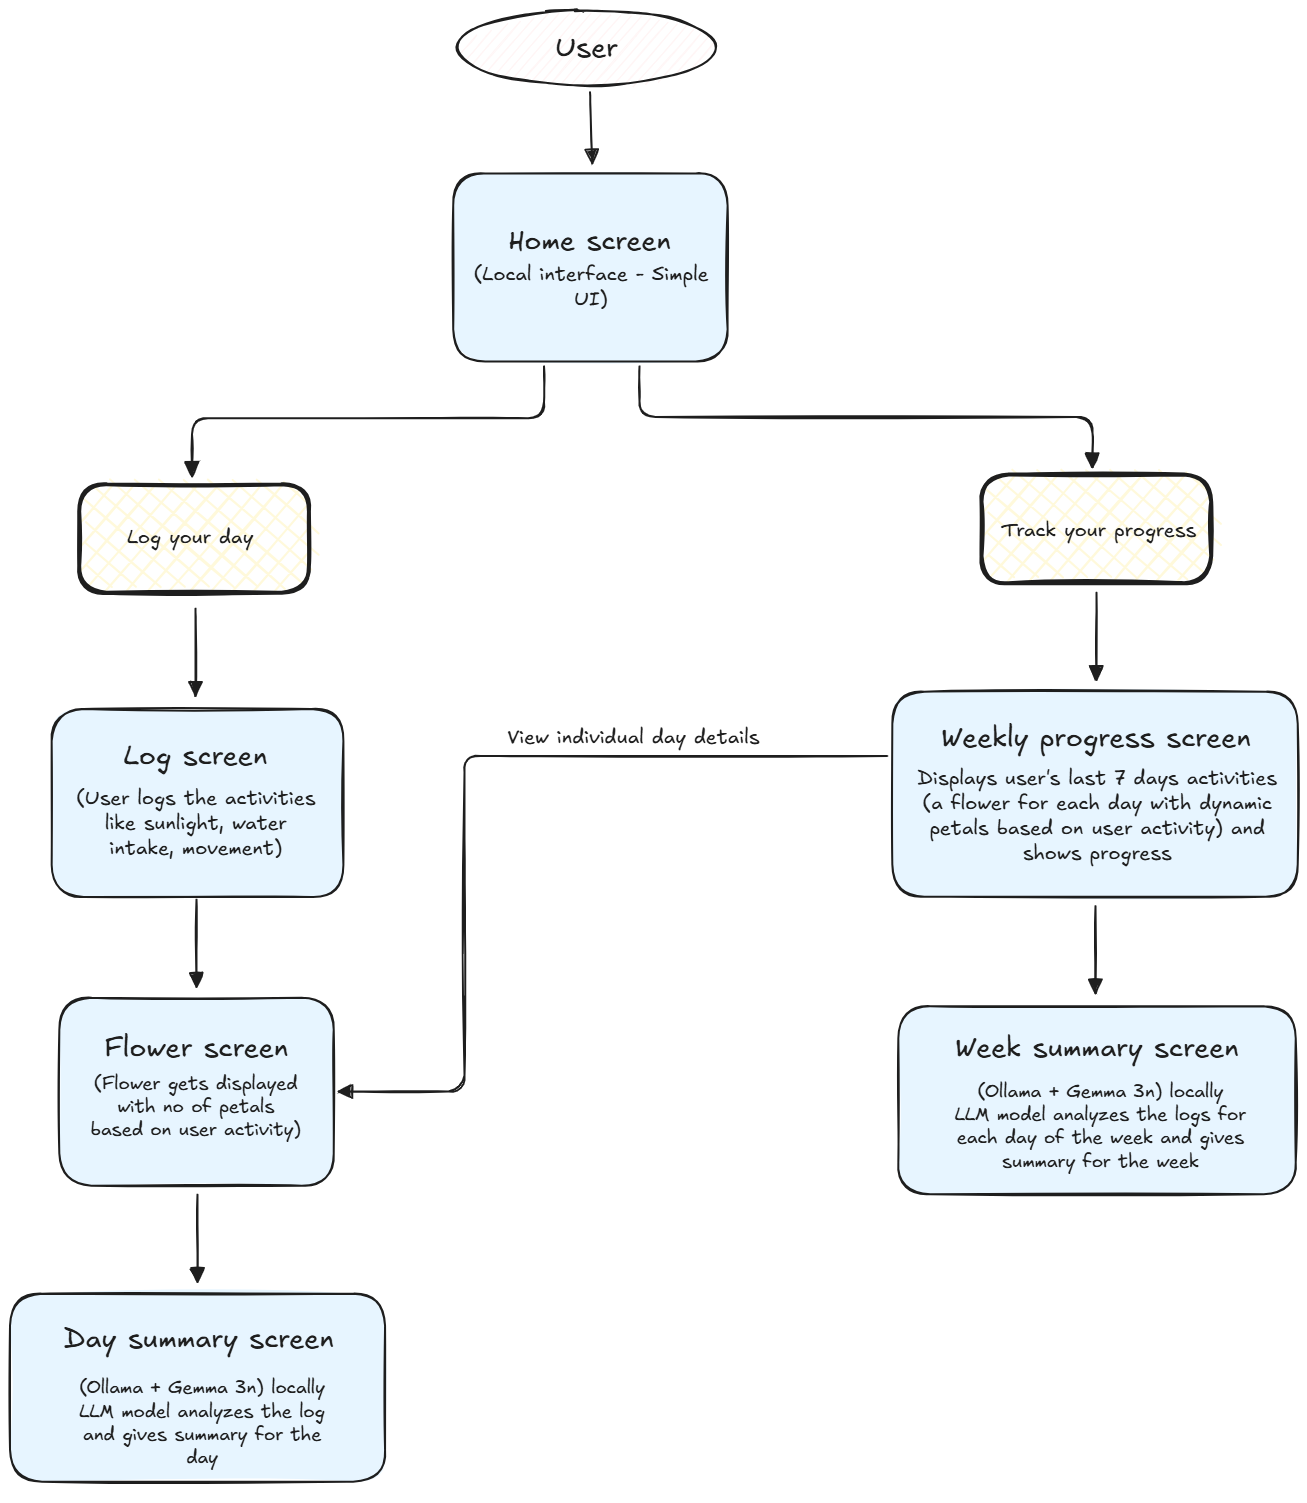 User
Home screen
(Local interface - Simple
UI)
Log your day
Track your progress
Log screen
(User logs the activities
like sunlight, water
intake, movement)
View individual day details
Weekly progress screen
Displays user's last 7 days activities
(a flower for each day with dynamic
petals based on user activity) and
shows progress
Flower screen
(Flower gets displayed
with no of petals
based on user activity)
Week summary screen
(Ollama + Gemma 3n) locally
LLM model analyzes the logs for
each day of the week and gives
summary for the week
Day summary screen
(Ollama + Gemma 3n) locally
LLM model analyzes the log
and gives summary for the
day